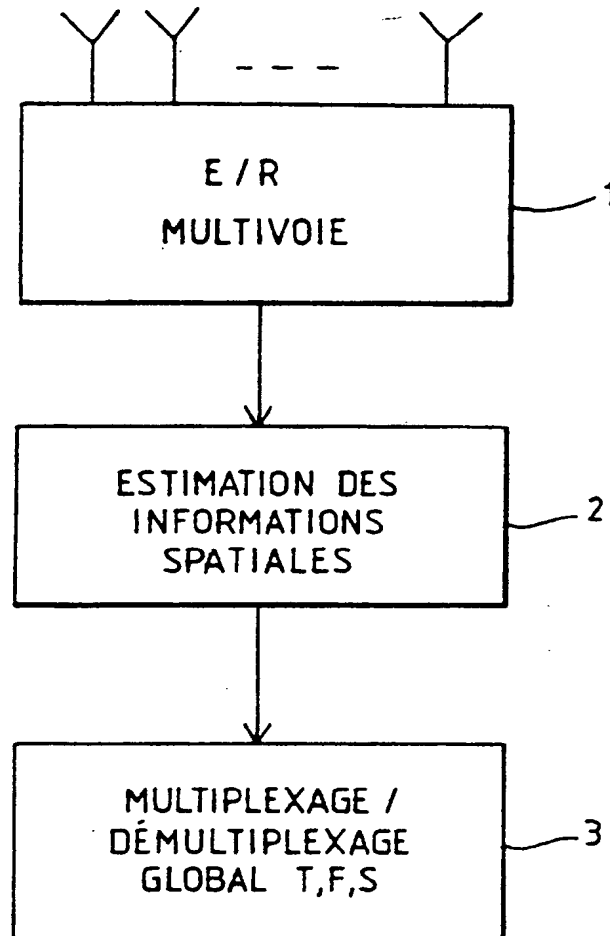 E / R
MULTIVOIE
1
ESTIMATION DES
INFORMATIONS
SPATIALES
2
MULTIPLEXAGE /
DÉMULTIPLEXAGE
GLOBAL T,F,S
3